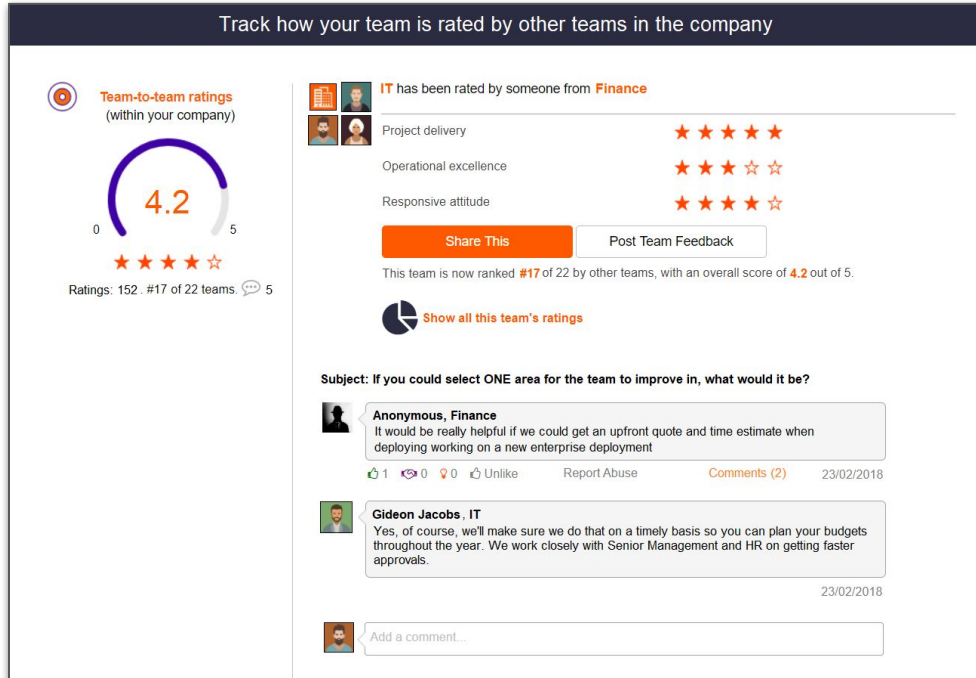 Track how your team is rated by other teams in the company
Team-to-team ratings
(within your company)
4.2
0
5
Ratings: 152 . #17 of 22 teams. 5
IT has been rated by someone from Finance
Project delivery
Operational excellence
Responsive attitude
Share This
Post Team Feedback
This team is now ranked #17 of 22 by other teams, with an overall score of 4.2 out of 5.
Show all this team's ratings
Subject: If you could select ONE area for the team to improve in, what would it be?
Anonymous, Finance
It would be really helpful if we could get an upfront quote and time estimate when
deploying working on a new enterprise deployment
1 0 0 Unlike Report Abuse Comments (2) 23/02/2018
Gideon Jacobs, IT
Yes, of course, we'll make sure we do that on a timely basis so you can plan your budgets
throughout the year. We work closely with Senior Management and HR on getting faster
approvals.
23/02/2018
Add a comment...